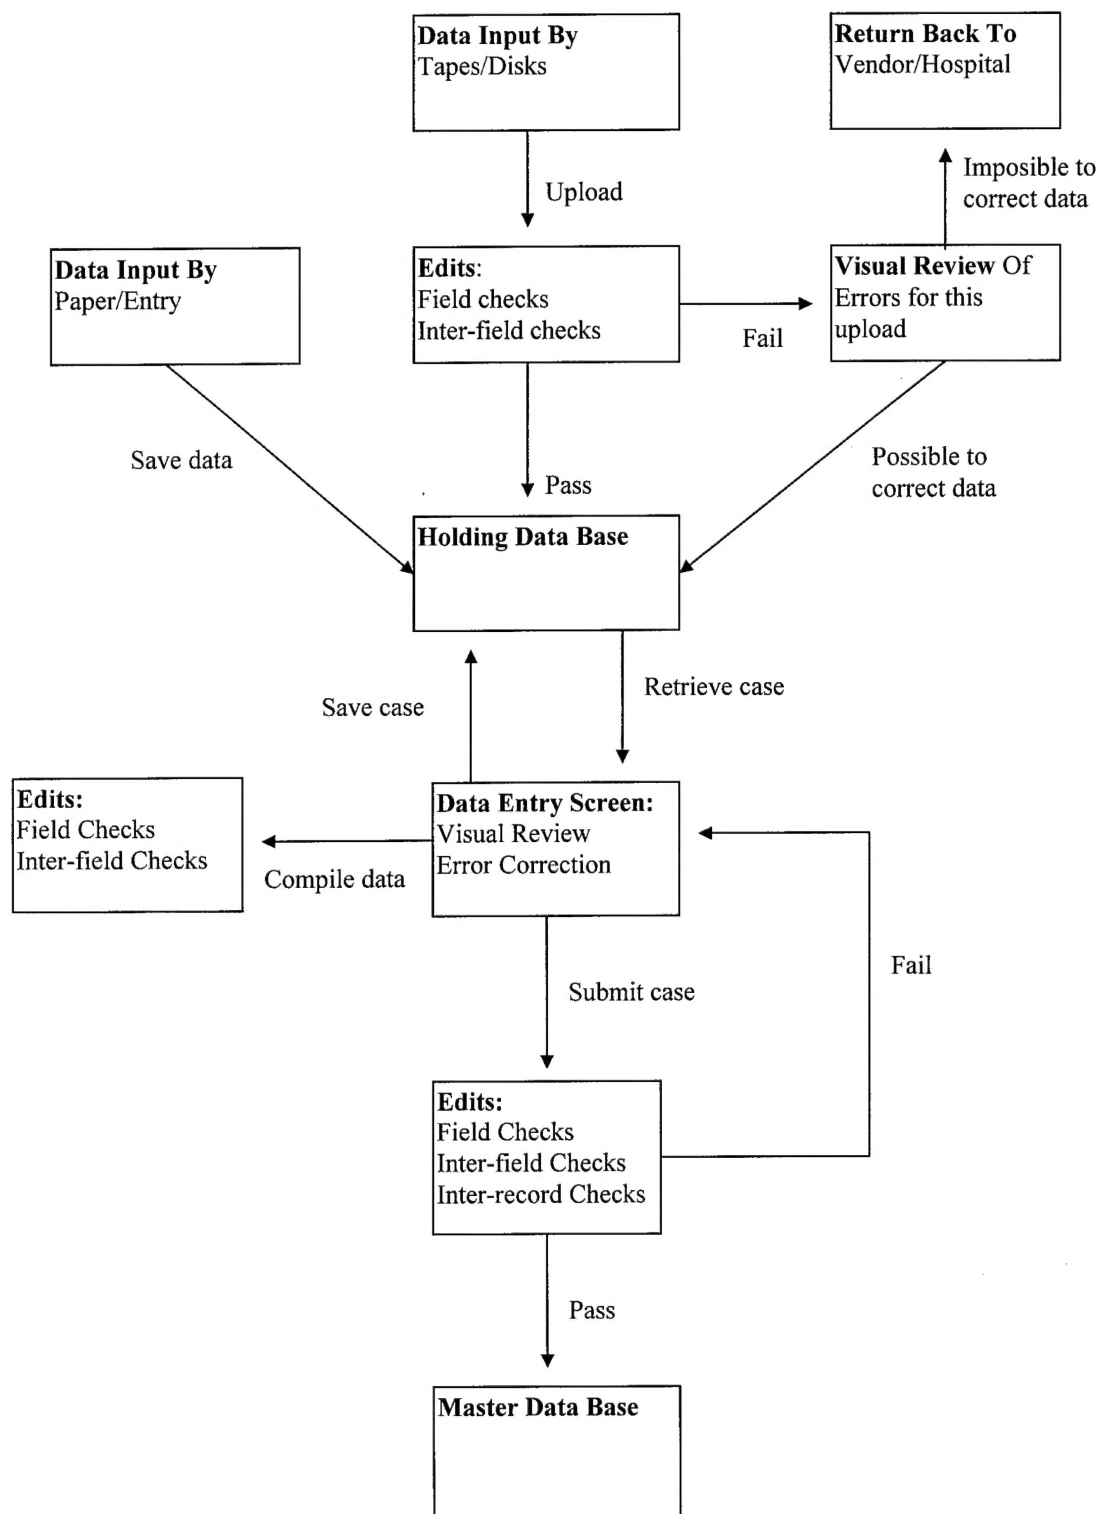 Data Input By
Tapes/Disks
Return Back To
Vendor/Hospital
Upload
Imposible to
correct data
Data Input By
Paper/Entry
Edits:
Field checks
Inter-field checks
Fail
Visual Review Of
Errors for this
upload
Save data
Pass
Possible to
correct data
Holding Data Base
Save case
Retrieve case
Edits:
Field Checks
Inter-field Checks
Compile data
Data Entry Screen:
Visual Review
Error Correction
Fail
Submit case
Edits:
Field Checks
Inter-field Checks
Inter-record Checks
Pass
Master Data Base